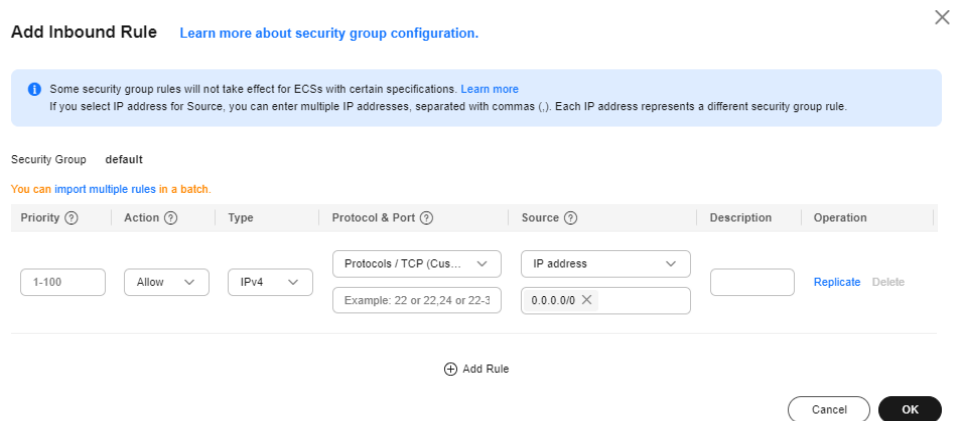 Add Inbound Rule Learn more about security group configuration.
Some security group rules will not take effect for ECSs with certain specifications. Learn more
If you select IP address for Source, you can enter multiple IP addresses, separated with commas (,). Each IP address represents a different security group rule.
Security Group default
You can import multiple rules in a batch.
Priority Action Type Protocol & Port Source Description Operation
Protocols / TCP (Cus... IP address
1-100 Allow IPv4 Replicate Delete
Example: 22 or 22,24 or 22-3 0.0.0.0/0
Add Rule
Cancel OK